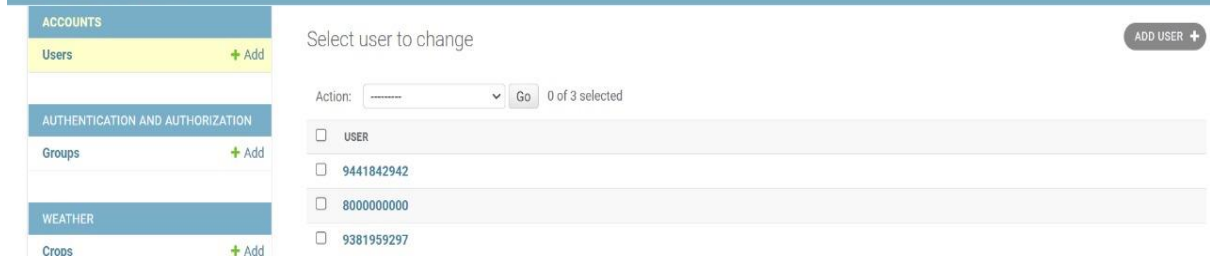 ACCOUNTS
Users + Add
AUTHENTICATION AND AUTHORIZATION
Groups + Add
WEATHER
Crops + Add
Select user to change
ADD USER +
Action: --------- Go 0 of 3 selected
USER
9441842942
8000000000
9381959297